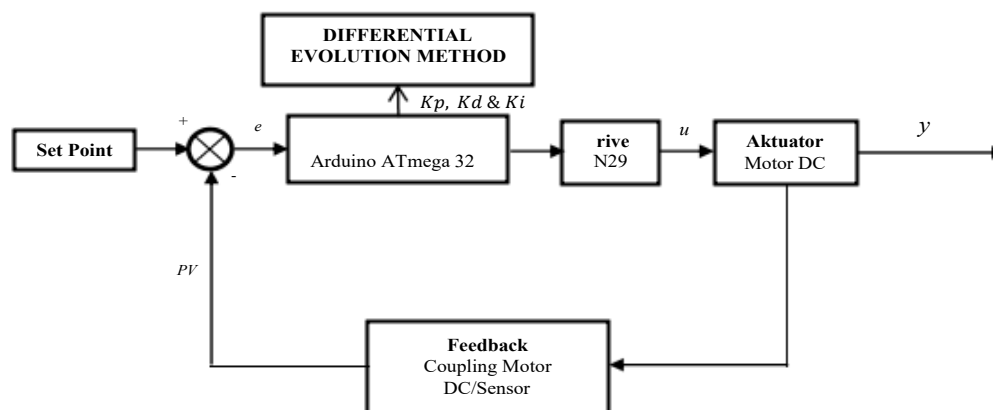 DIFFERENTIAL
EVOLUTION METHOD
Kp, Kd & Ki
+
e
Set Point
Arduino ATmega 32
rive
N29
u
Aktuator
Motor DC
y
-
PV
Feedback
Coupling Motor
DC/Sensor